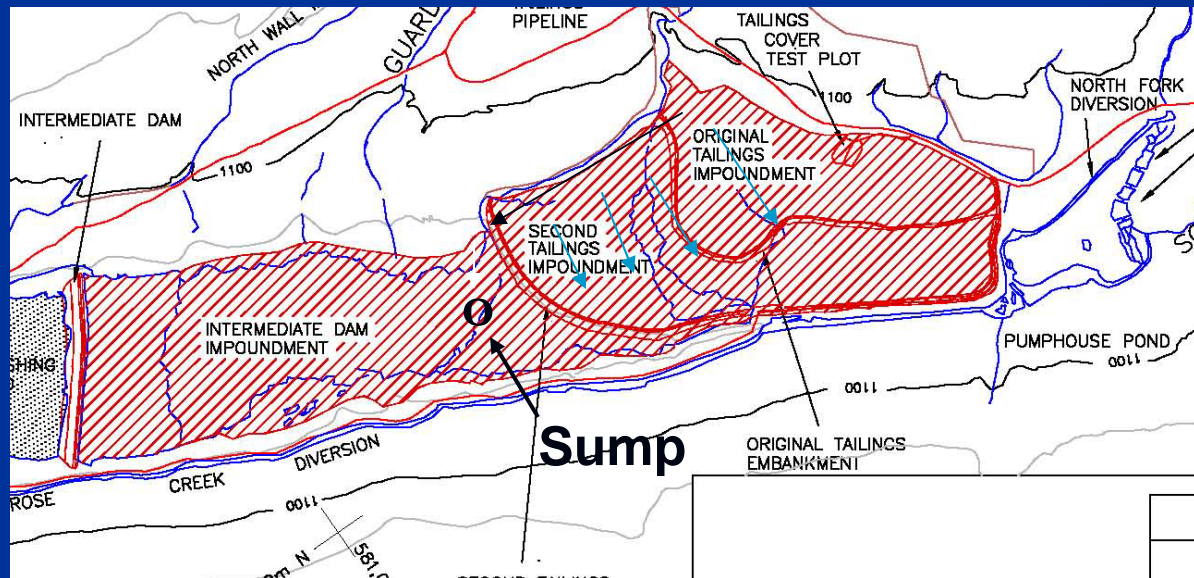 PIPELINE
TAILINGS
COVER
TEST PLOT
NORTH WALL
GUARD
INTERMEDIATE DAM
1100
1100
NORTH FORK
DIVERSION
ORIGINAL
TAILINGS
IMPOUNDMENT
SECOND
TAILINGS
IMPOUNDMENT
O
INTERMEDIATE DAM
IMPOUNDMENT
PUMPHOUSE POND
1100
1100
Sump
ORIGINAL TAILINGS
EMBANKMENT
ROSE CREEK DIVERSION
1100
N